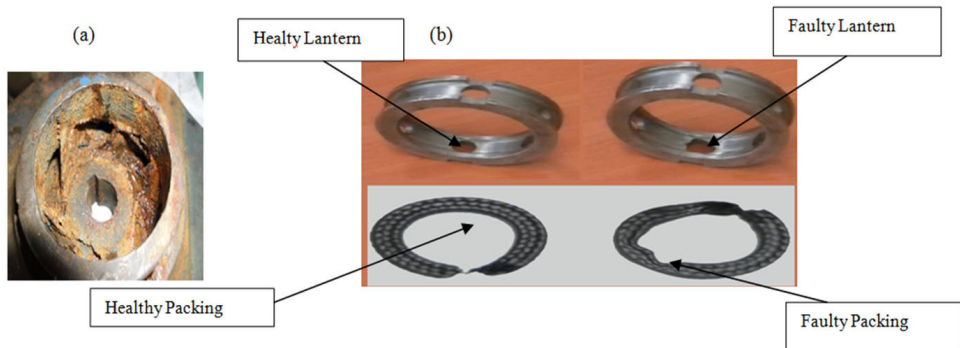 (a)
Healty Lantern
(b)
Faulty Lantern
Healthy Packing
Faulty Packing